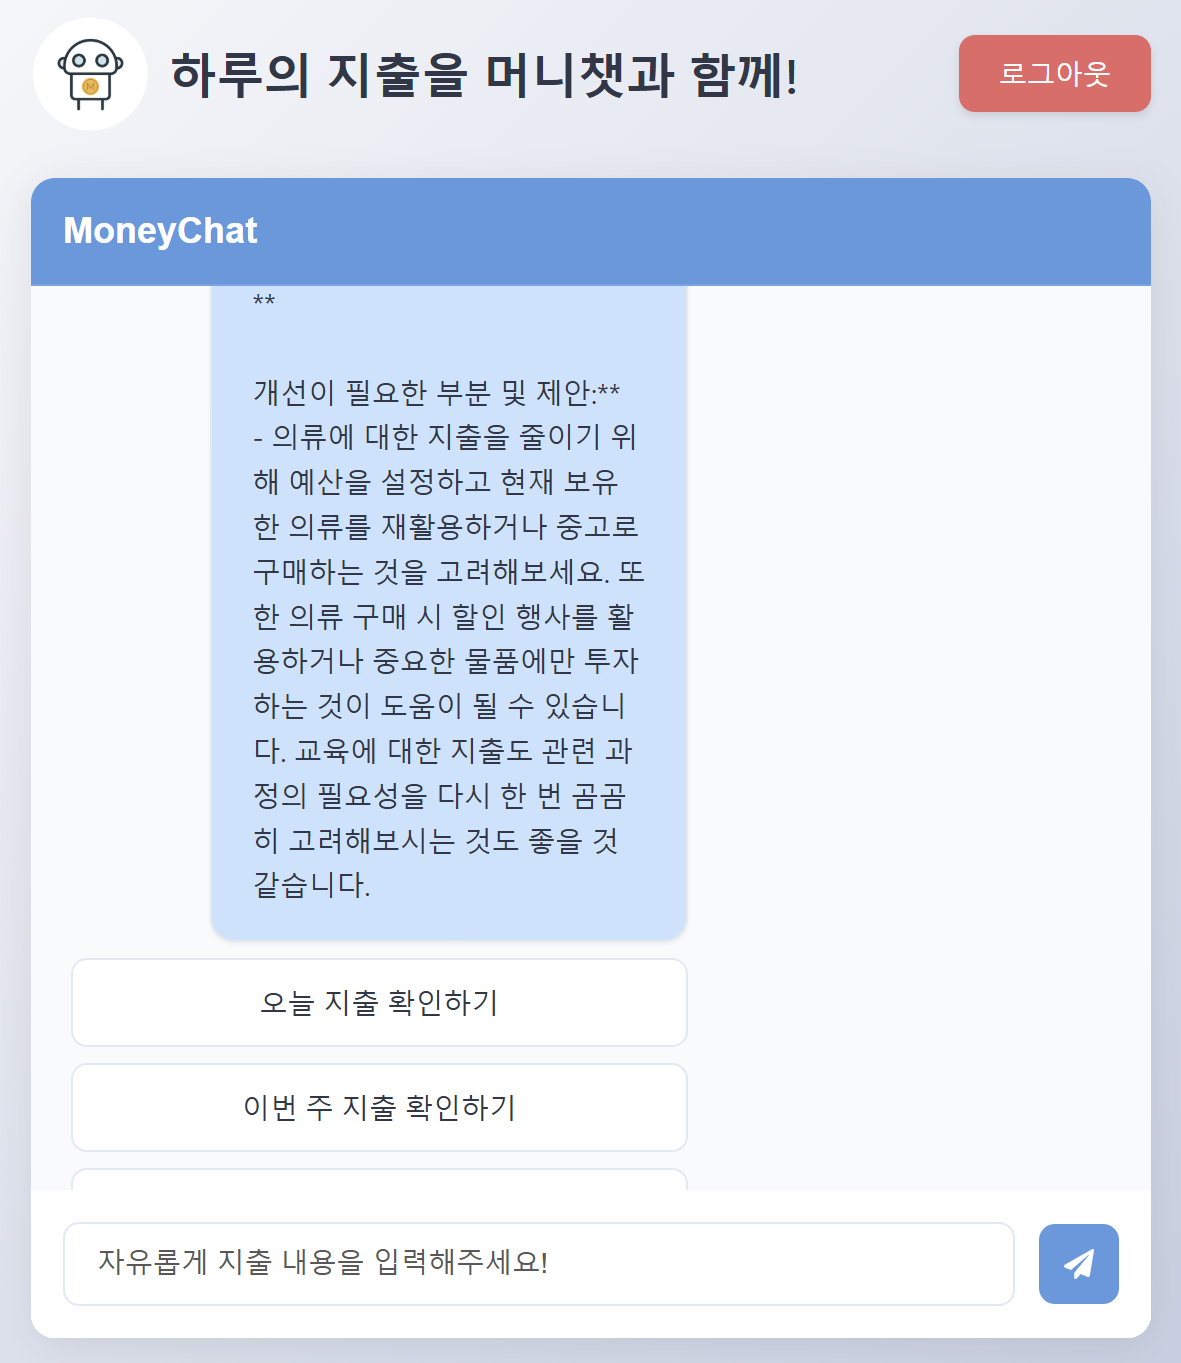 M
하루의 지출을 머니챗과 함께!
로그아웃
MoneyChat
**
개선이 필요한 부분 및 제안:**
- 의류에 대한 지출을 줄이기 위
해 예산을 설정하고 현재 보유
한 의류를 재활용하거나 중고로
구매하는 것을 고려해보세요. 또
한 의류 구매 시 할인 행사를 활
용하거나 중요한 물품에만 투자
하는 것이 도움이 될 수 있습니
다. 교육에 대한 지출도 관련 과
정의 필요성을 다시 한 번 곰곰
히 고려해보시는 것도 좋을 것
같습니다.
오늘 지출 확인하기
이번 주 지출 확인하기
자유롭게 지출 내용을 입력해주세요!